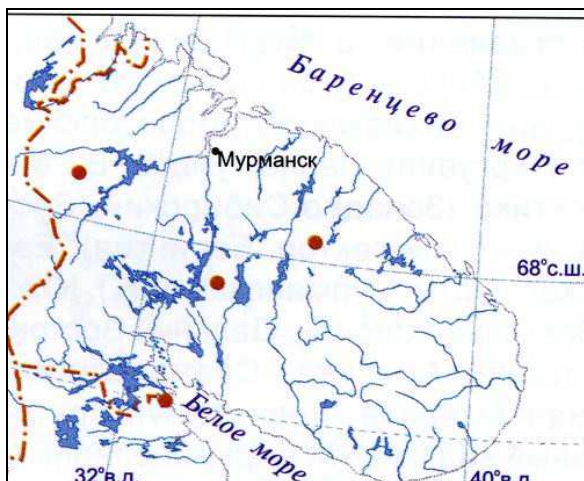 Баренцево море
Мурманск
68°с.ш.
Белое море
32°в.д.
40°в.д.